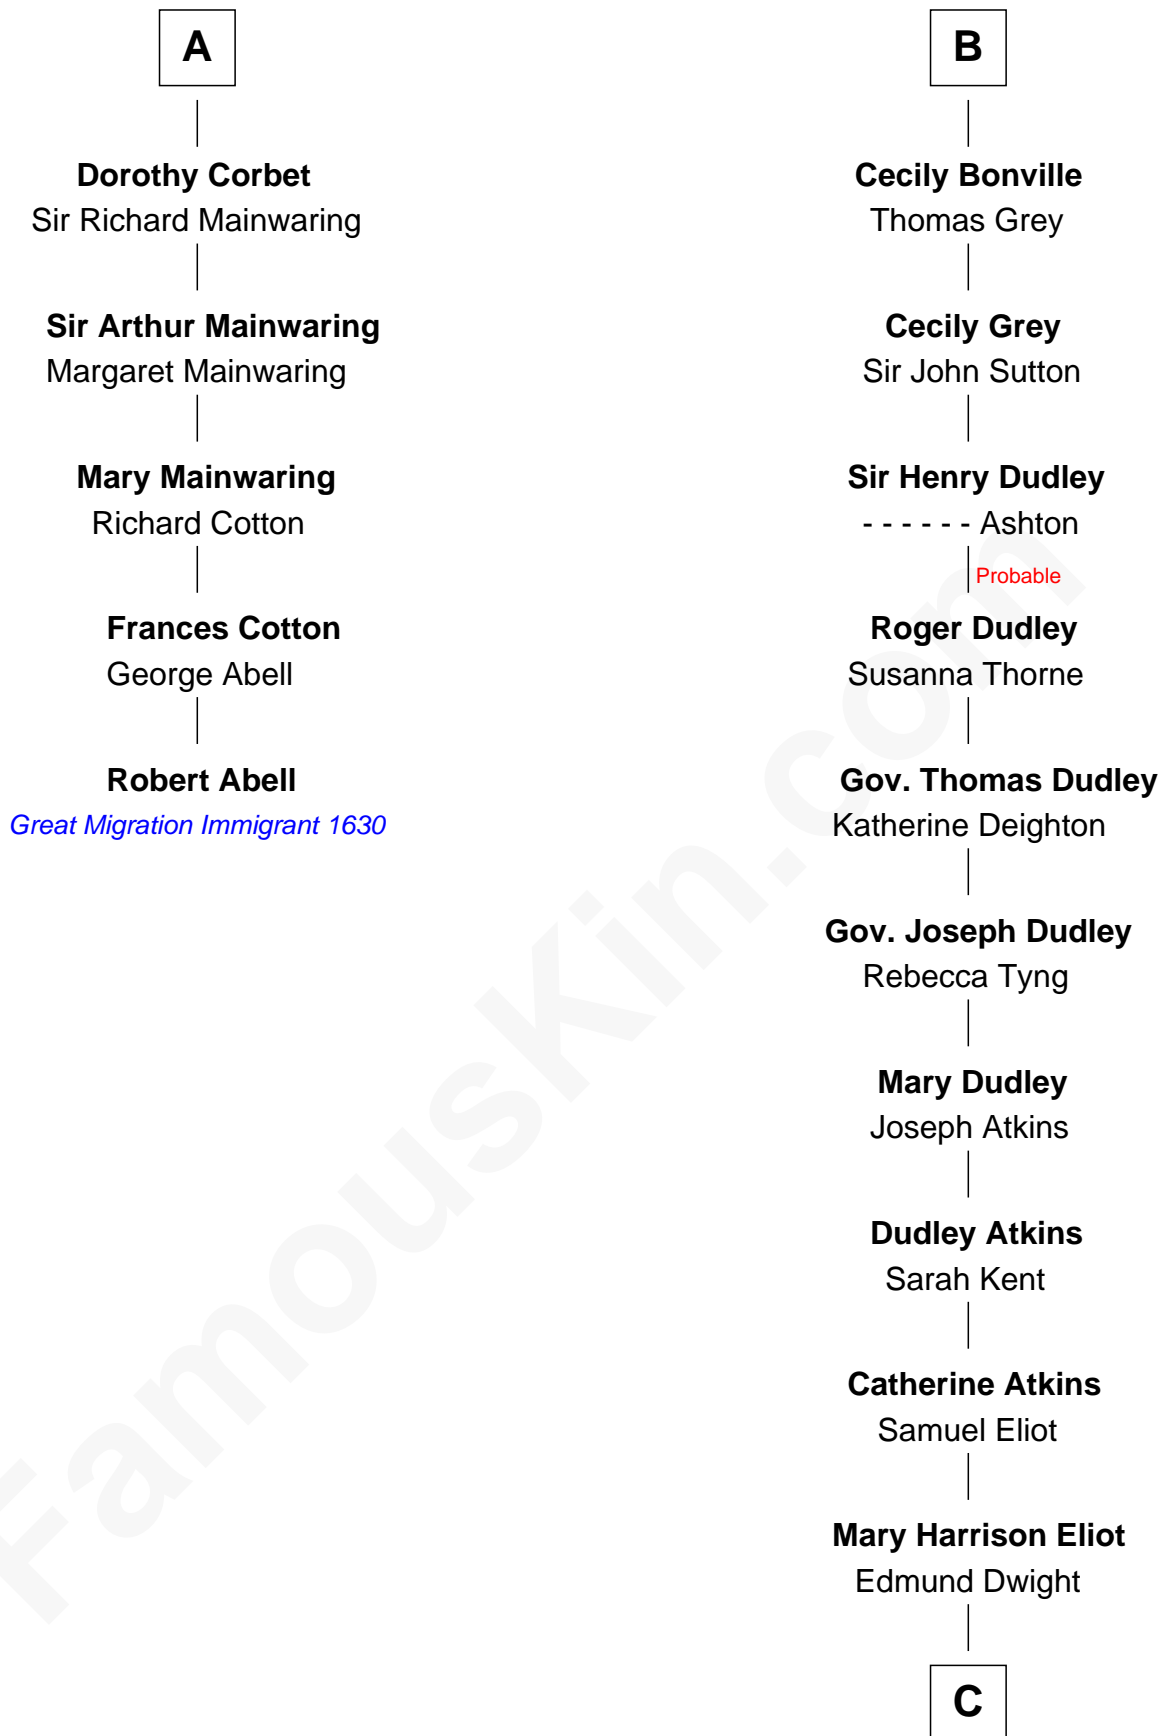 A
Dorothy Corbet
Sir Richard Mainwaring
Sir Arthur Mainwaring
Margaret Mainwaring
Mary Mainwaring
Richard Cotton
Frances Cotton
George Abell
Robert Abell
Great Migration Immigrant 1630
B
Cecily Bonville
Thomas Grey
Cecily Grey
Sir John Sutton
Sir Henry Dudley
- - - - - - Ashton
Probable
Roger Dudley
Susanna Thorne
Gov. Thomas Dudley
Katherine Deighton
Gov. Joseph Dudley
Rebecca Tyng
Mary Dudley
Joseph Atkins
Dudley Atkins
Sarah Kent
Catherine Atkins
Samuel Eliot
Mary Harrison Eliot
Edmund Dwight
C
FamousKin.com